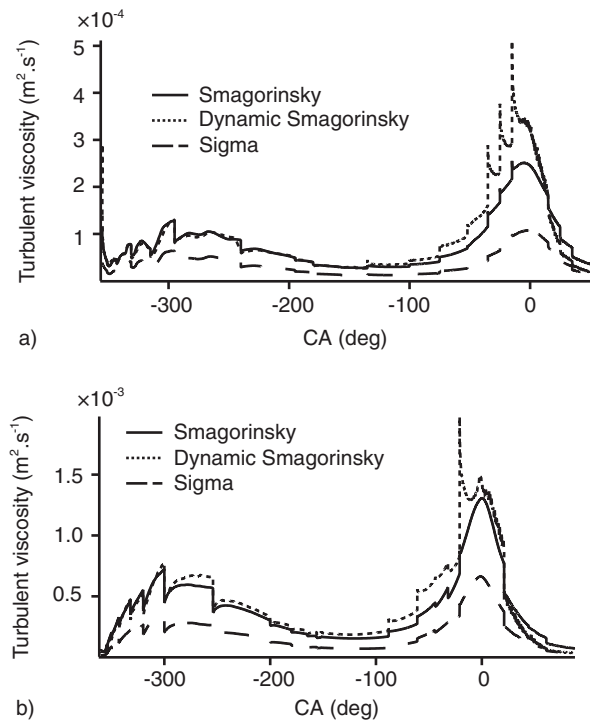 ×10⁻⁴
5
4
3
2
1
Turbulent viscosity (m².s⁻¹)
Smagorinsky
Dynamic Smagorinsky
Sigma
-300 -200 -100 0
a) CA (deg)
×10⁻³
1.5
1.0
0.5
Turbulent viscosity (m².s⁻¹)
Smagorinsky
Dynamic Smagorinsky
Sigma
-300 -200 -100 0
b) CA (deg)